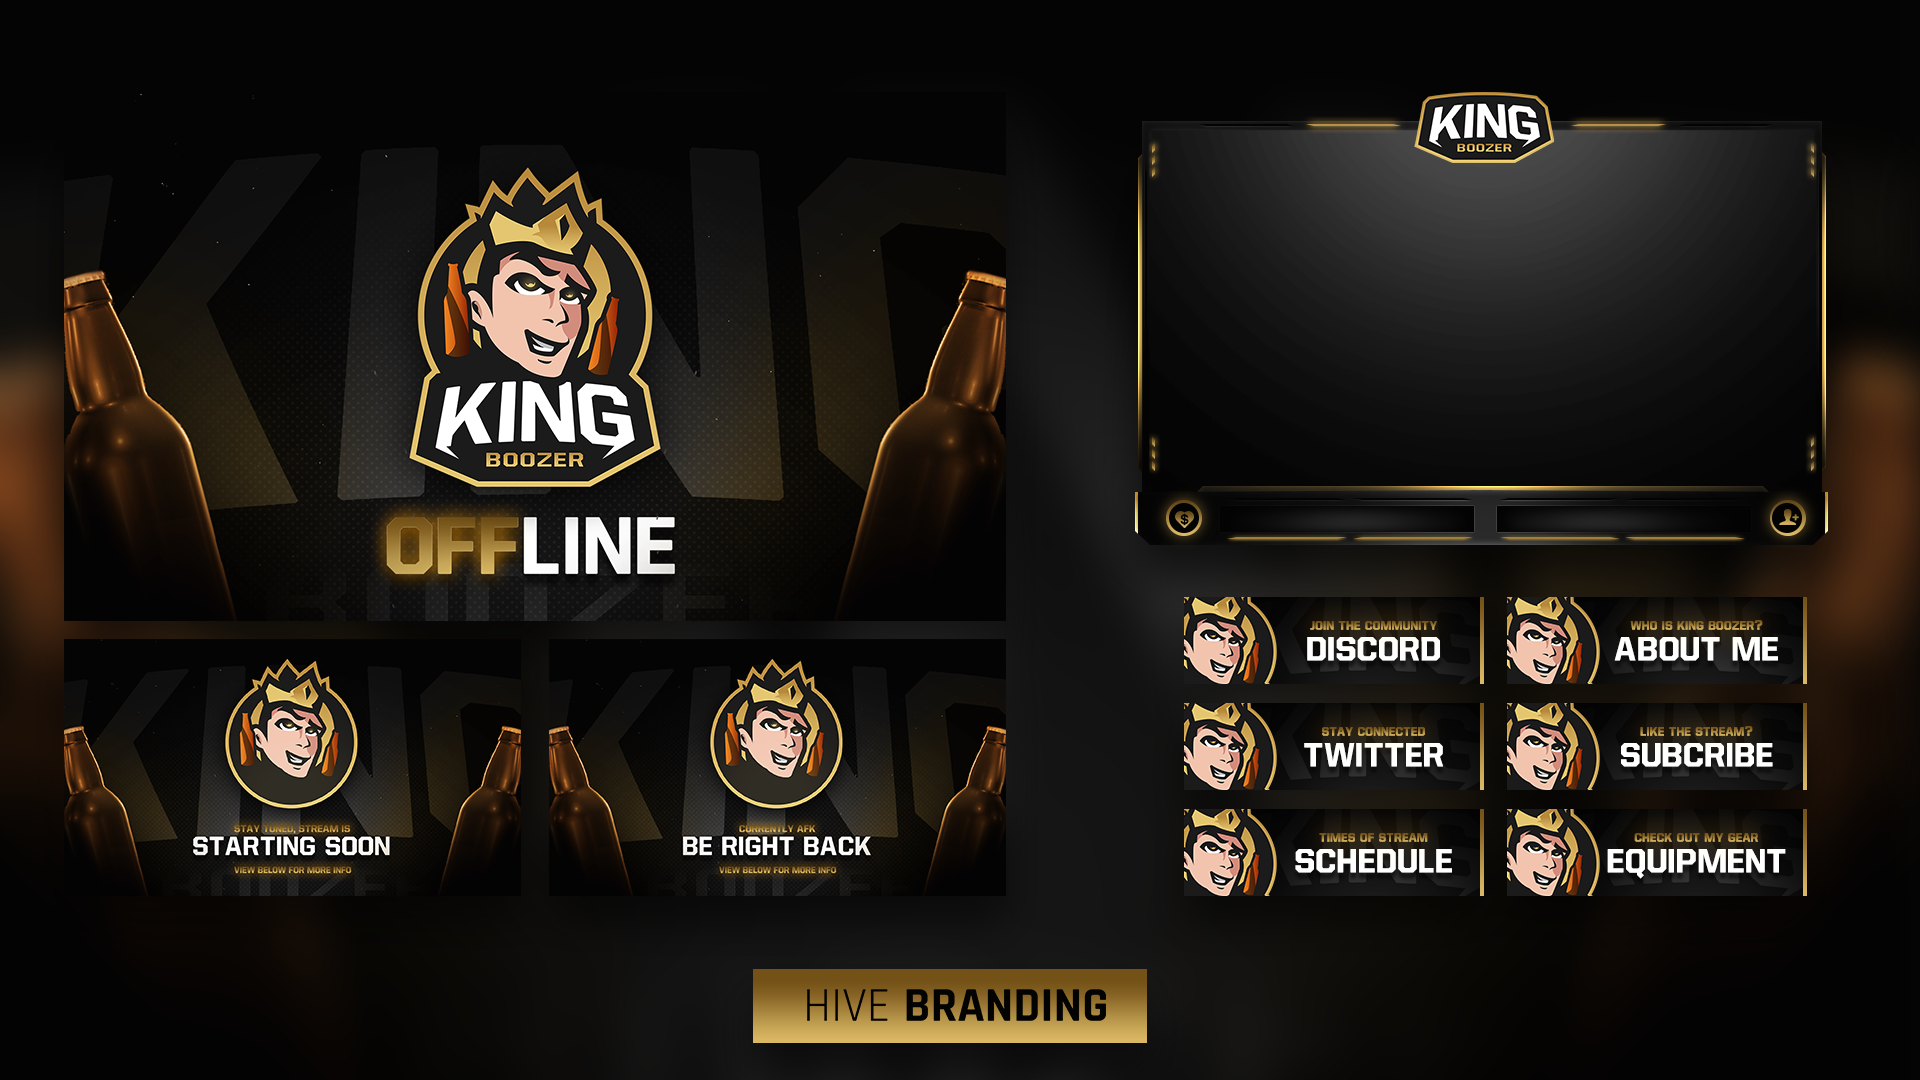 KING
BOOZER
OFFLINE
STAY TUNED, STREAM IS
STARTING SOON
VIEW BELOW FOR MORE INFO
CURRENTLY AFK
BE RIGHT BACK
VIEW BELOW FOR MORE INFO
KING
BOOZER
JOIN THE COMMUNITY
DISCORD
WHO IS KING BOOZER?
ABOUT ME
STAY CONNECTED
TWITTER
LIKE THE STREAM?
SUBCRIBE
TIMES OF STREAM
SCHEDULE
CHECK OUT MY GEAR
EQUIPMENT
HIVE BRANDING